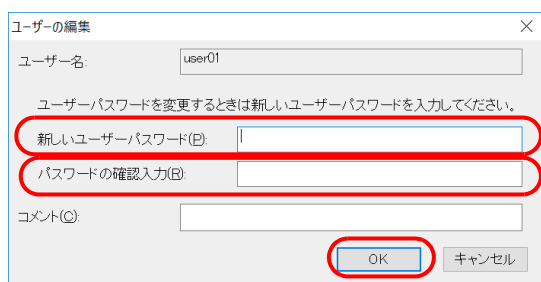 ユーザーの編集
ユーザー名: user01
ユーザーパスワードを変更するときは新しいユーザーパスワードを入力してください。
新しいユーザーパスワード(P):
パスワードの確認入力(R):
コメント(C):
OK キャンセル